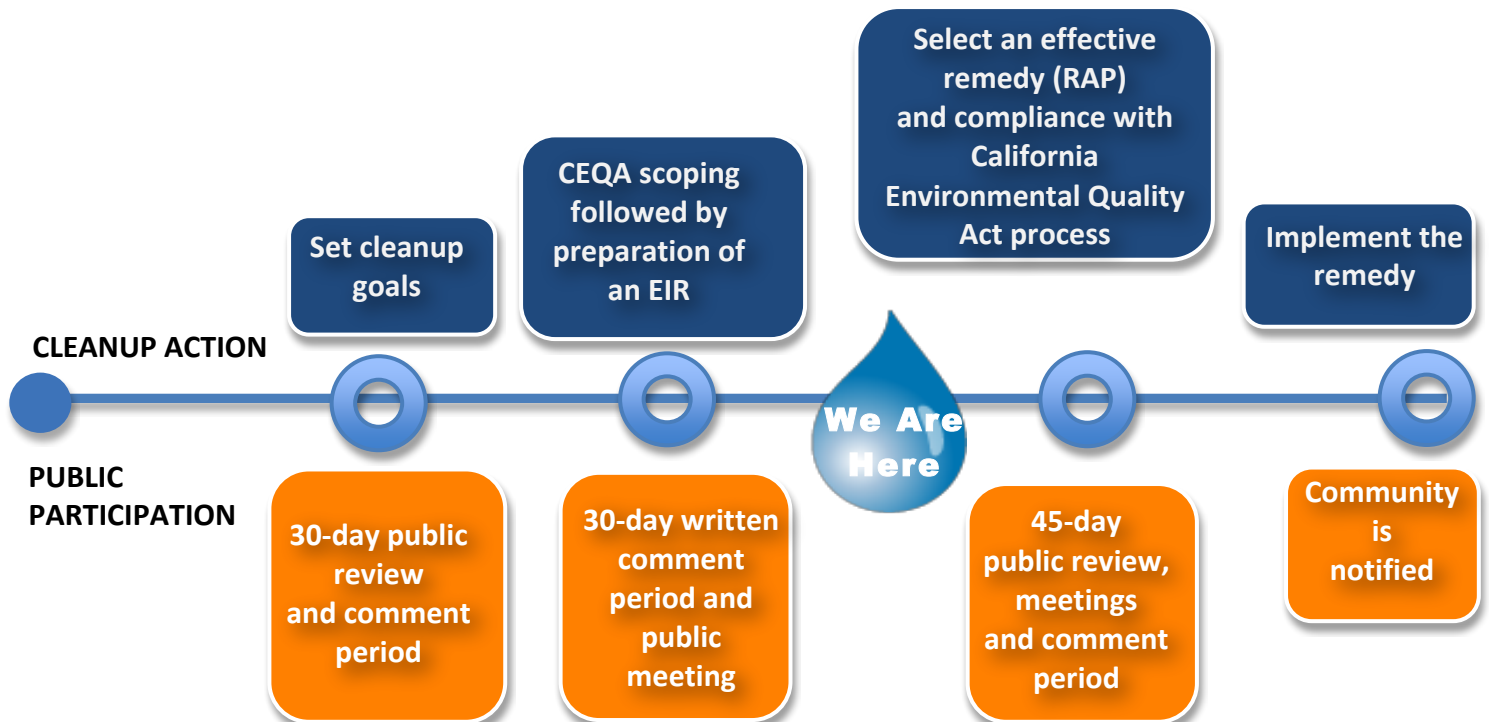 Set cleanup
goals
CEQA scoping
followed by
preparation of
an EIR
Select an effective
remedy (RAP)
and compliance with
California
Environmental Quality
Act process
Implement the
remedy
CLEANUP ACTION
We Are
Here
PUBLIC
PARTICIPATION
30-day public
review
and comment
period
30-day written
comment
period and
public
meeting
45-day
public review,
meetings
and comment
period
Community
is
notified